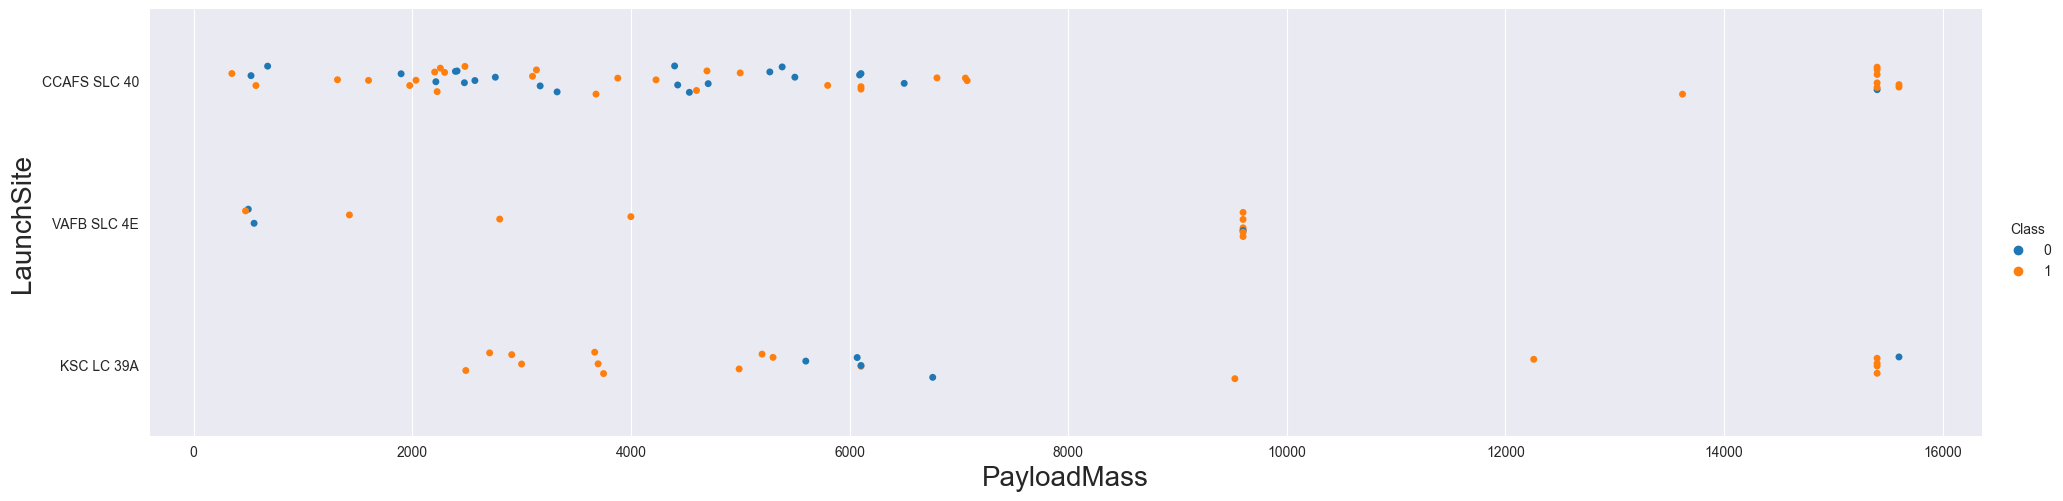 LaunchSite
CCAFS SLC 40
VAFB SLC 4E
KSC LC 39A
0 2000 4000 6000 8000 10000 12000 14000 16000
PayloadMass
Class
0
1